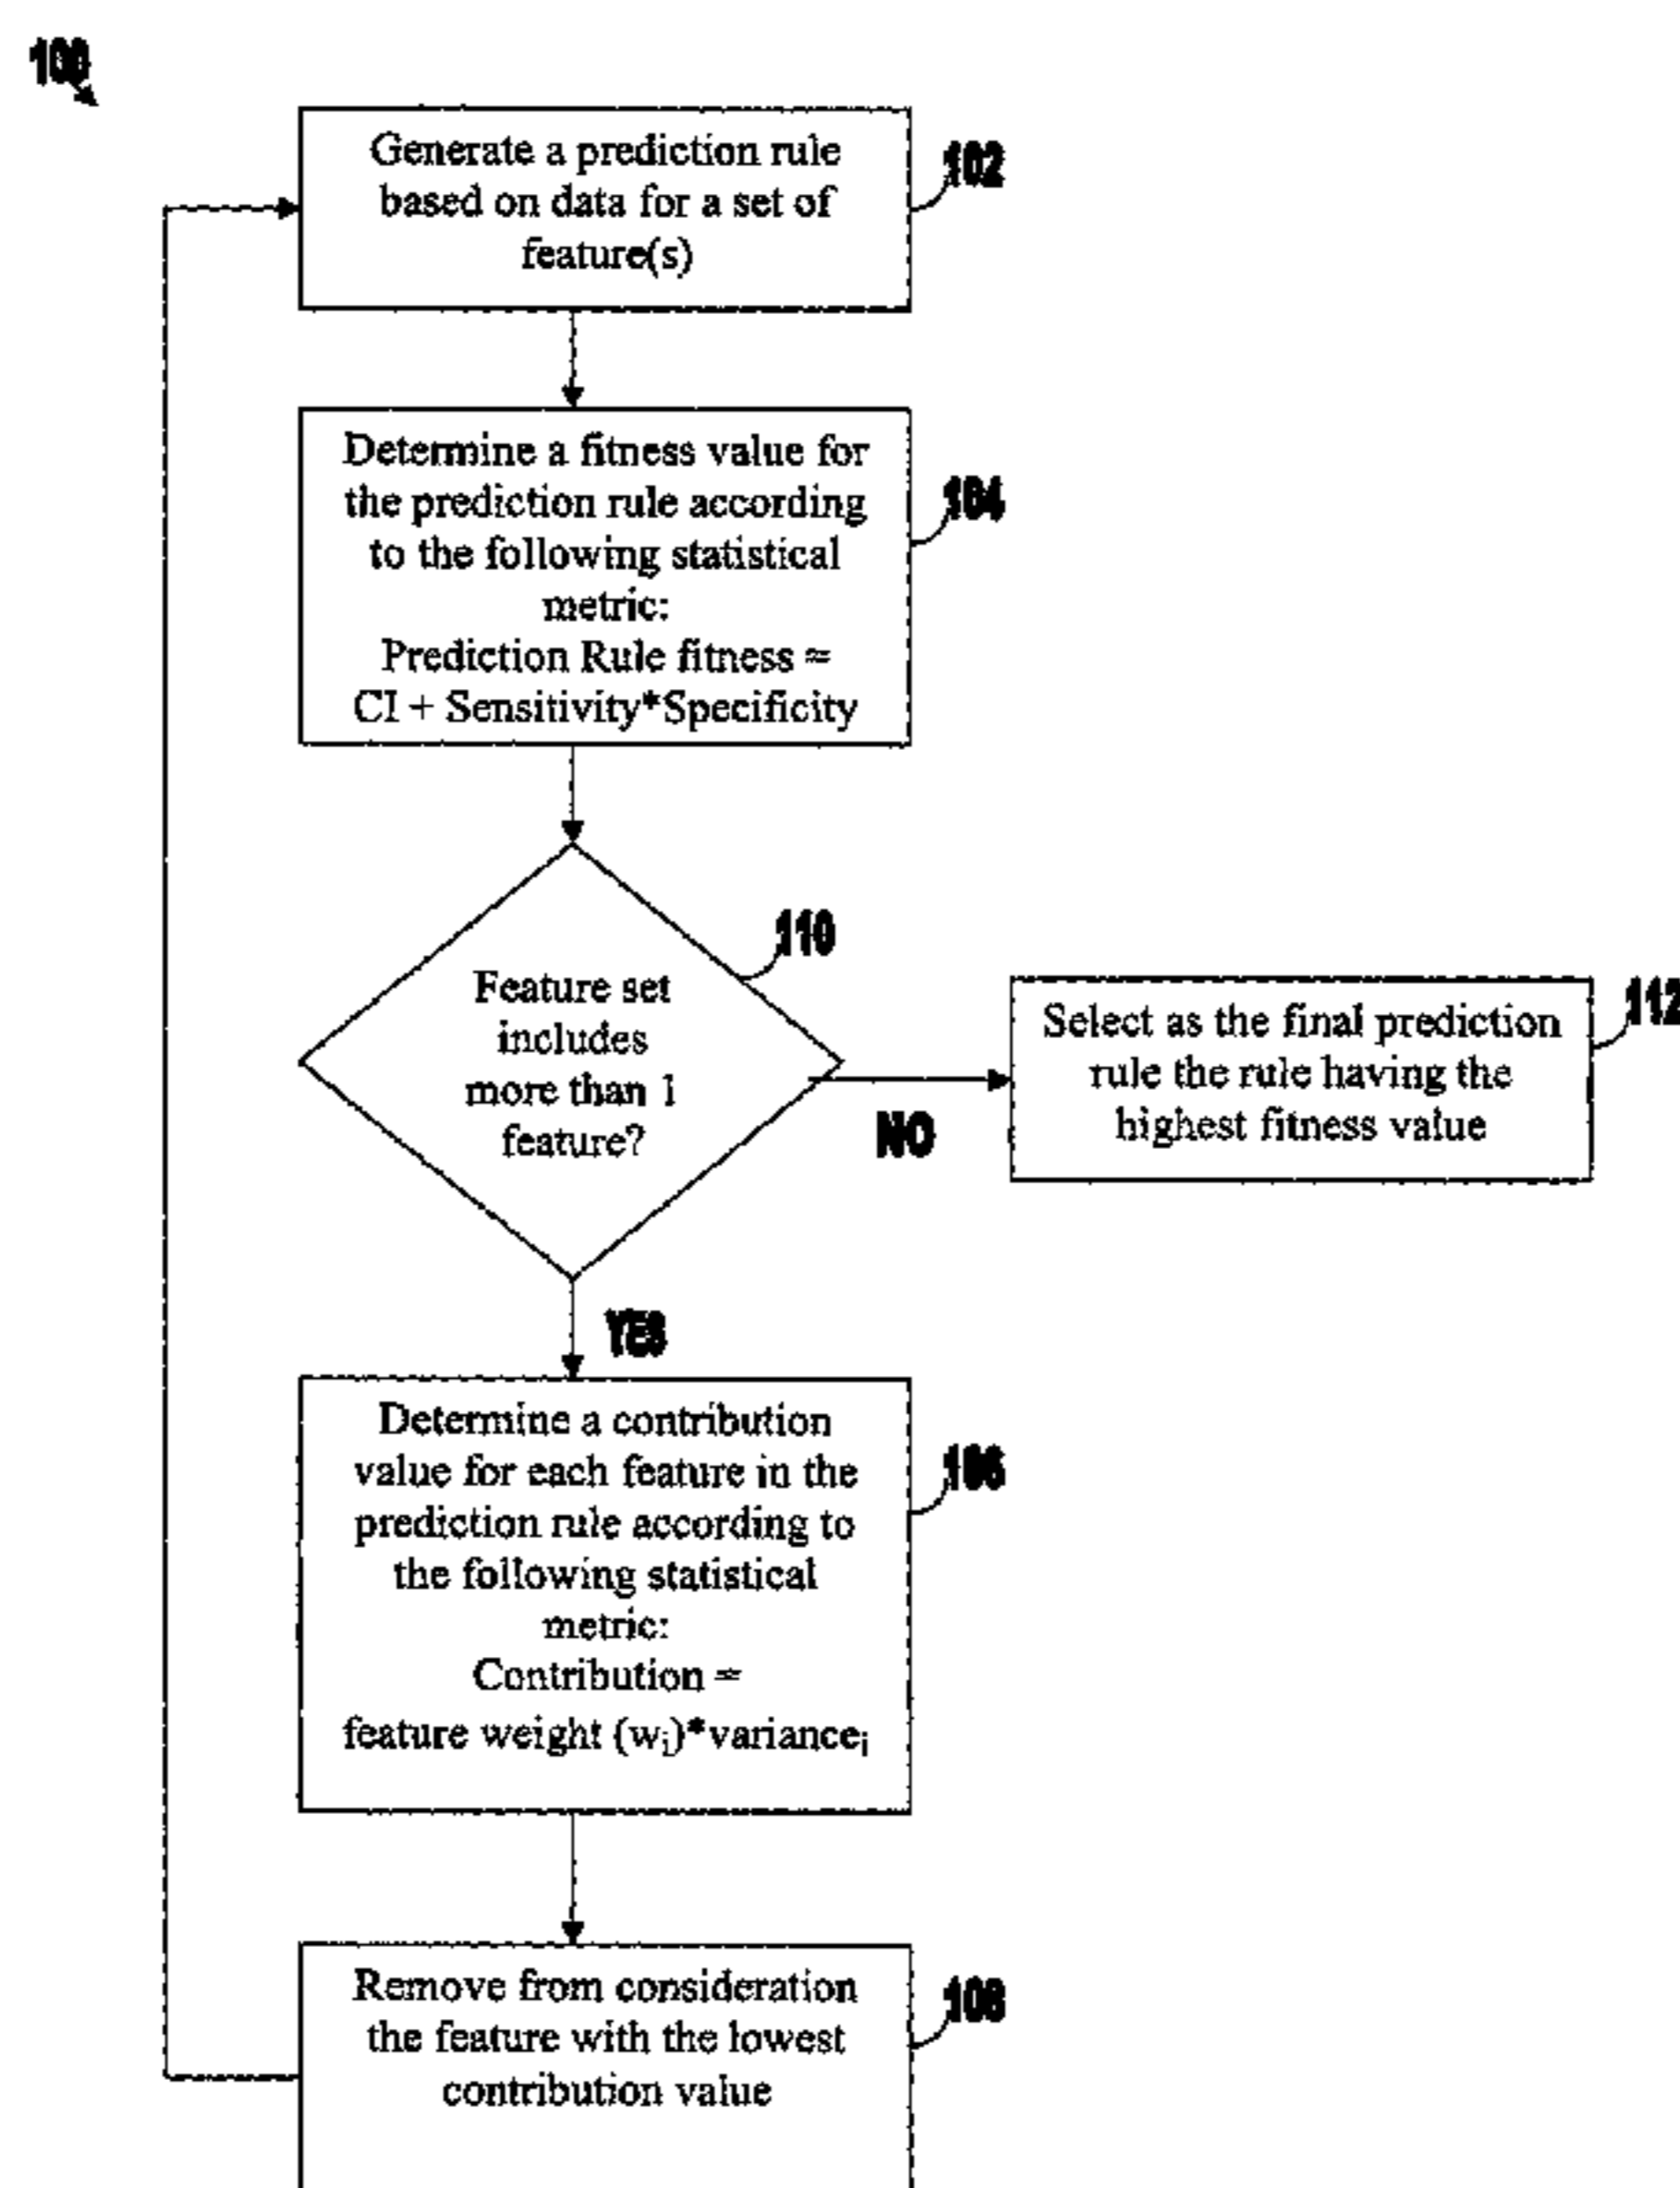 100
Generate a prediction rule
based on data for a set of
feature(s)
102
Determine a fitness value for
the prediction rule according
to the following statistical
metric:
Prediction Rule fitness =
CI + Sensitivity*Specificity
104
Feature set
includes
more than 1
feature?
110
NO
Select as the final prediction
rule the rule having the
highest fitness value
112
YES
Determine a contribution
value for each feature in the
prediction rule according to
the following statistical
metric:
Contribution =
feature weight (wᵢ)*varianceᵢ
106
Remove from consideration
the feature with the lowest
contribution value
108